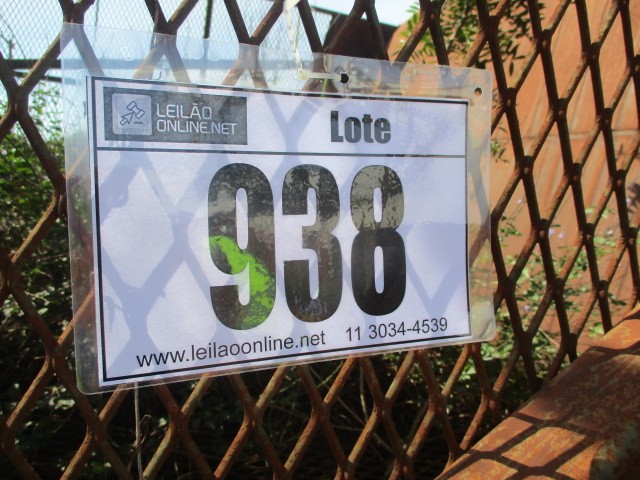 LEILÃO
ONLINE.NET
Lote
938
www.leilaoonline.net 11 3034-4539